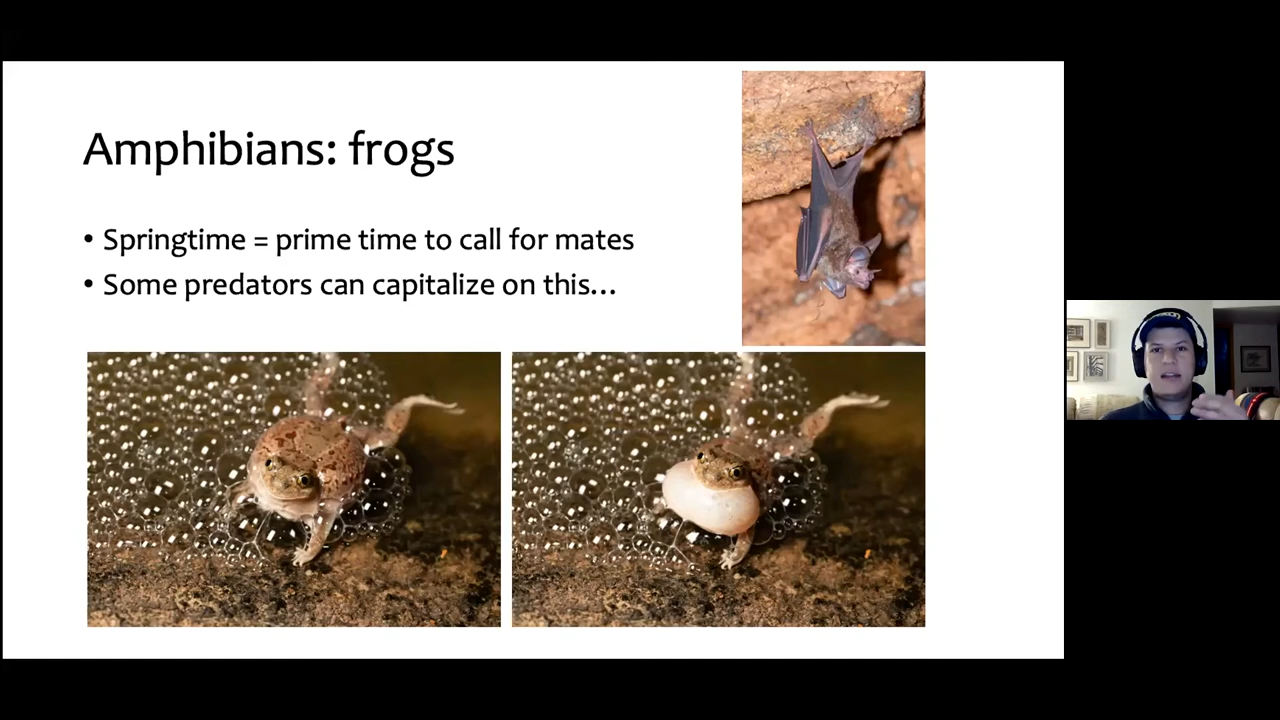 Amphibians: frogs
• Springtime = prime time to call for mates
• Some predators can capitalize on this…